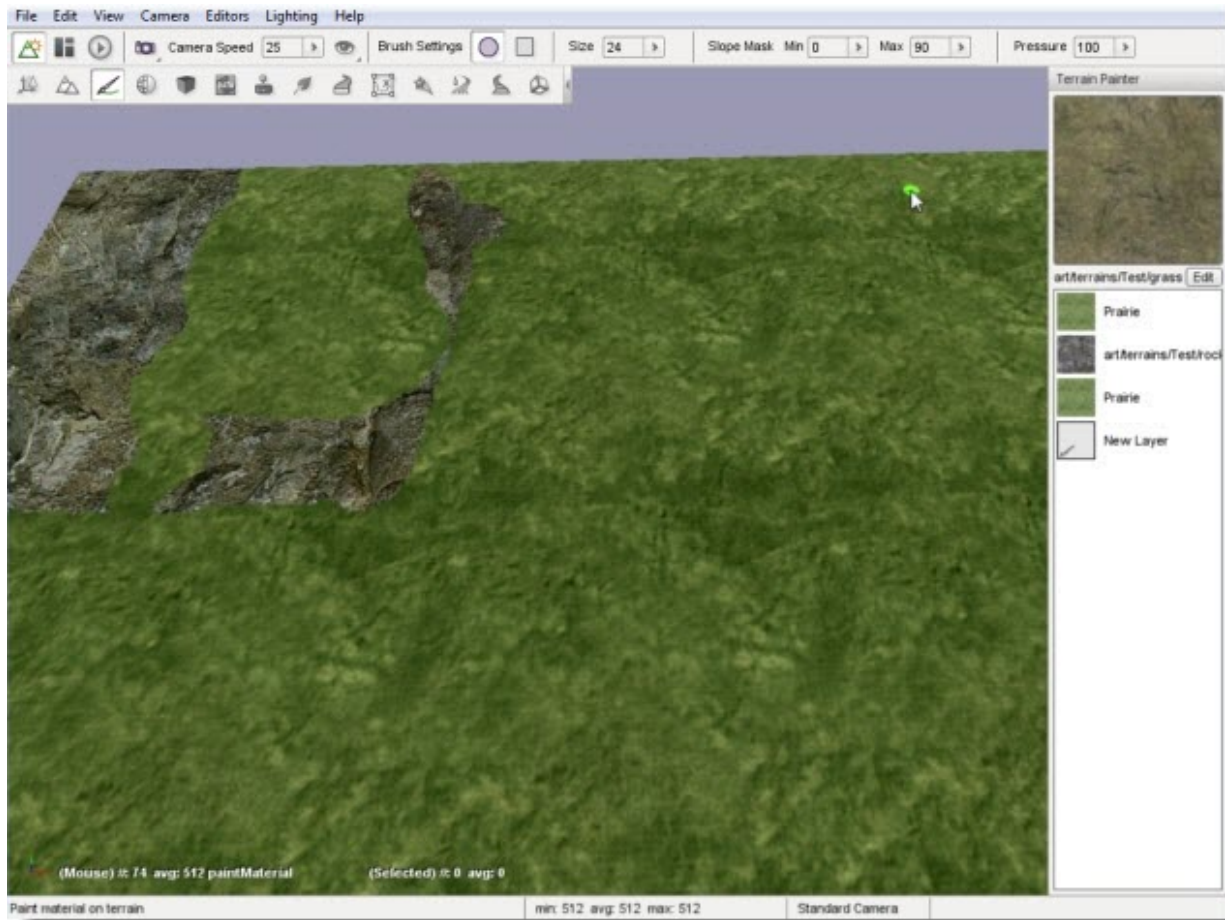 File Edit View Camera Editors Lighting Help
Camera Speed 25 Brush Settings Size 24 Slope Mask Min 0 Max 90 Pressure 100
Terrain Painter
art/terrains/Test/grass Edit
Prairie
art/terrains/Test/rock
Prairie
New Layer
(Mouse) #: 74 avg: 512 paintMaterial (Selected) #: 0 avg: 0
Paint material on terrain min: 512 avg: 512 max: 512 Standard Camera